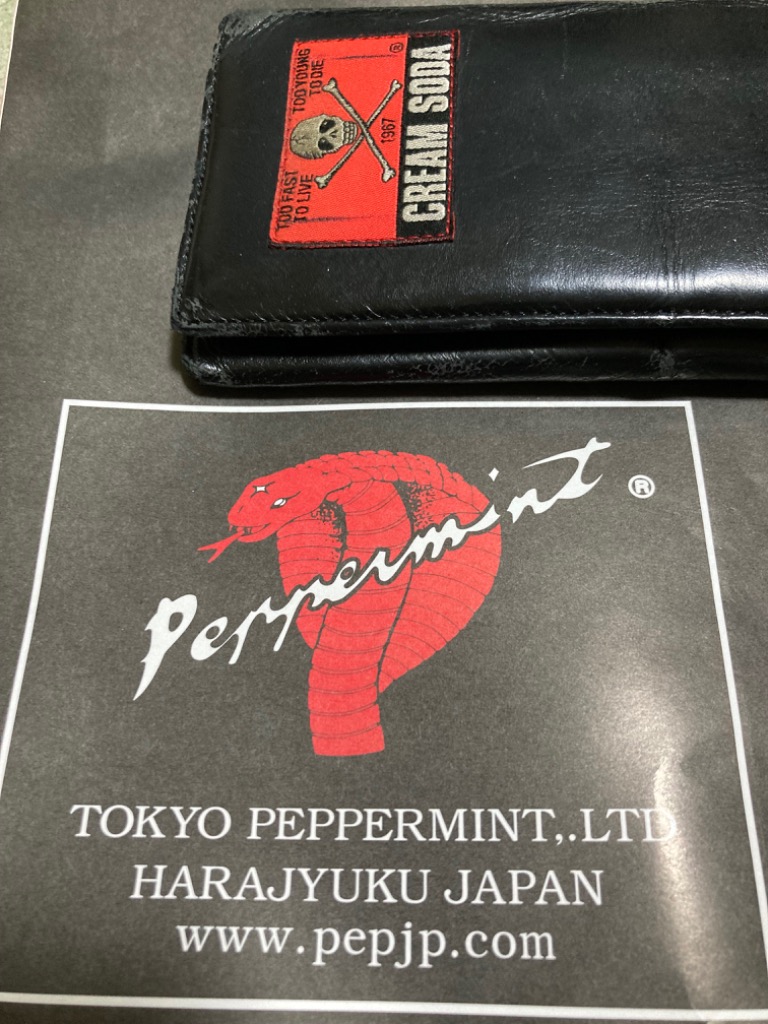 TOO FAST
TO LIVE
TOO YOUNG
TO DIE
1967
®
CREAM SODA
Peppermint ®
TOKYO PEPPERMINT,.LTD
HARAJYUKU JAPAN
www.pepjp.com